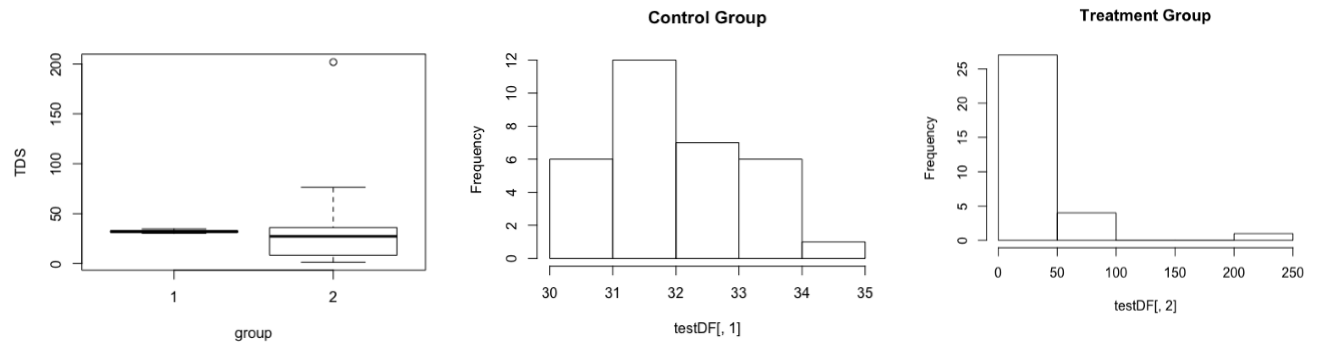 TDS
0 50 100 150 200
1 2
group
Control Group
Frequency
0 2 4 6 8 10 12
30 31 32 33 34 35
testDF[, 1]
Treatment Group
Frequency
0 5 10 15 20 25
0 50 100 150 200 250
testDF[, 2]